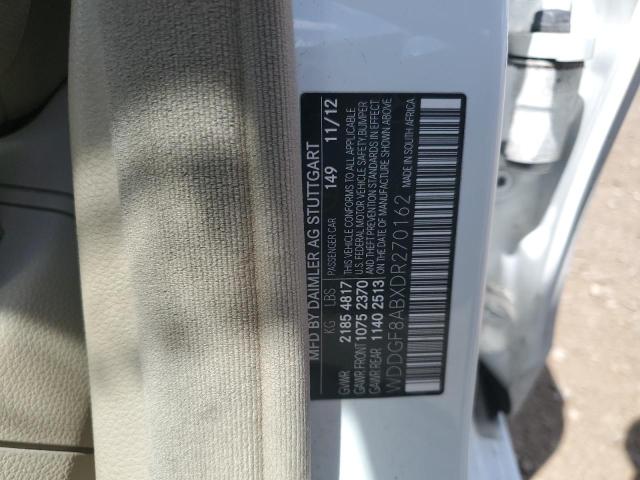 MFD BY DAIMLER AG STUTTGART
KG LBS PASSENGER CAR 149 11/12
GVWR 2185 4817 THIS VEHICLE CONFORMS TO ALL APPLICABLE
GAWR FRONT 1075 2370 U.S. FEDERAL MOTOR VEHICLE SAFETY BUMPER
GAWR REAR 1140 2513 AND THEFT PREVENTION STANDARDS IN EFFECT
ON THE DATE OF MANUFACTURE SHOWN ABOVE
WDDGF8ABXDR270162 MADE IN SOUTH AFRICA